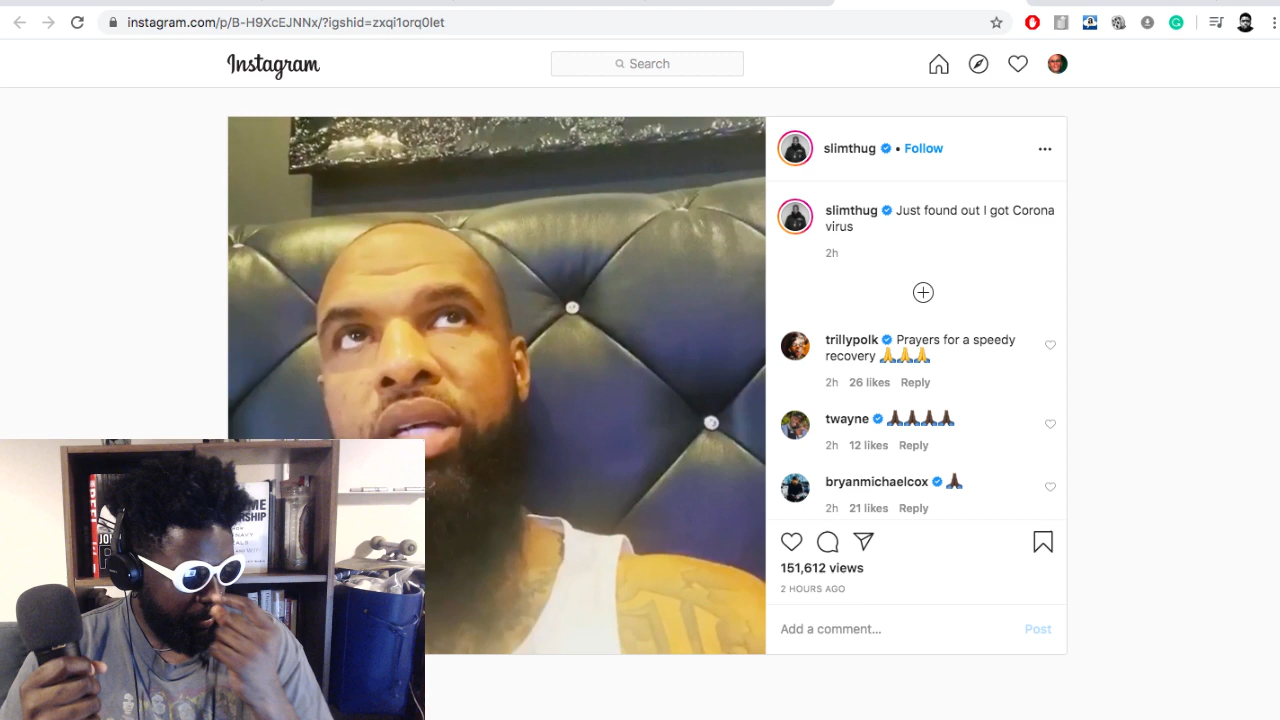 instagram.com/p/B-H9XcEJNNx/?igshid=zxqi1orq0let
Instagram
Search
slimthug • Follow
slimthug Just found out I got Corona
virus
2h
trillypolk Prayers for a speedy
recovery 🙏🙏🙏
2h 26 likes Reply
twayne 🙏🏿🙏🏿🙏🏿🙏🏿
2h 12 likes Reply
bryanmichaelcox 🙏🏿
2h 21 likes Reply
151,612 views
2 HOURS AGO
Add a comment... Post